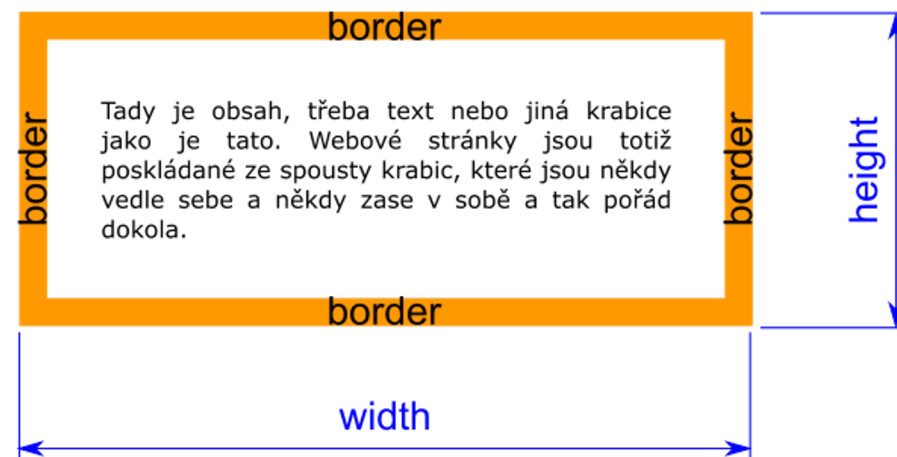 border
border
Tady je obsah, třeba text nebo jiná krabice
jako je tato. Webové stránky jsou totiž
poskládané ze spousty krabic, které jsou někdy
vedle sebe a někdy zase v sobě a tak pořád
dokola.
border
height
border
width